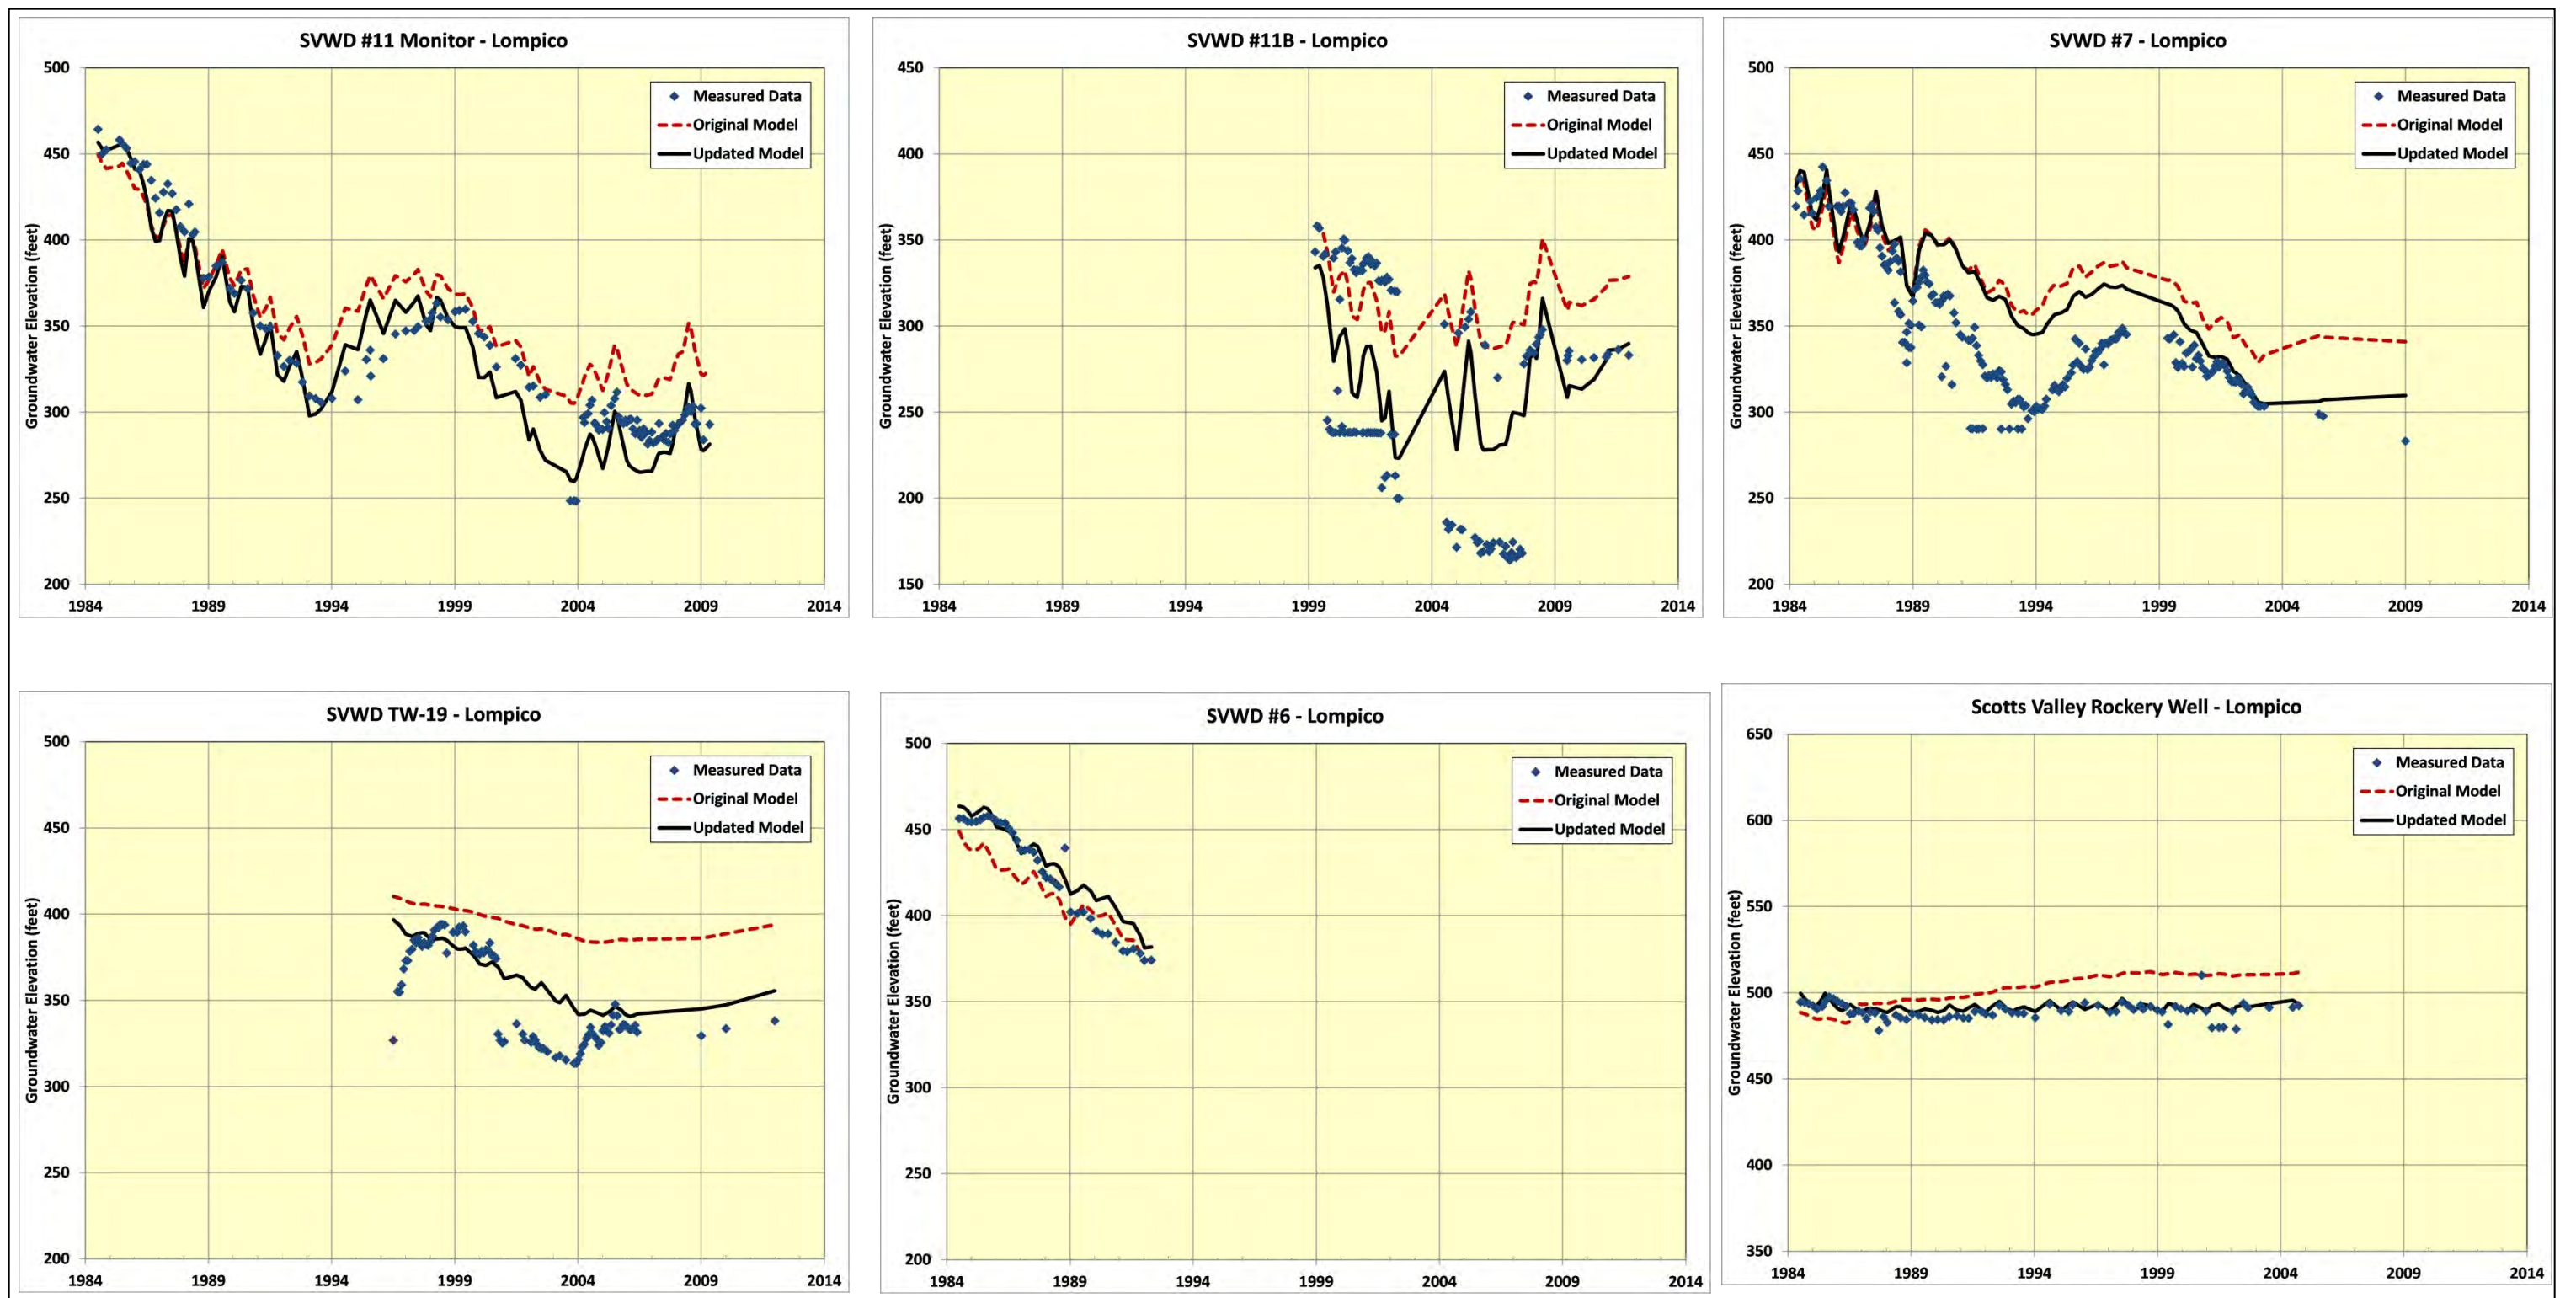 SVWD #11 Monitor - Lompico
Groundwater Elevation (feet)
500
450
400
350
300
250
200
1984 1989 1994 1999 2004 2009 2014
Measured Data
Original Model
Updated Model
SVWD #11B - Lompico
Groundwater Elevation (feet)
450
400
350
300
250
200
150
1984 1989 1994 1999 2004 2009 2014
Measured Data
Original Model
Updated Model
SVWD #7 - Lompico
Groundwater Elevation (feet)
500
450
400
350
300
250
200
1984 1989 1994 1999 2004 2009 2014
Measured Data
Original Model
Updated Model
SVWD TW-19 - Lompico
Groundwater Elevation (feet)
500
450
400
350
300
250
200
1984 1989 1994 1999 2004 2009 2014
Measured Data
Original Model
Updated Model
SVWD #6 - Lompico
Groundwater Elevation (feet)
500
450
400
350
300
250
200
1984 1989 1994 1999 2004 2009 2014
Measured Data
Original Model
Updated Model
Scotts Valley Rockery Well - Lompico
Groundwater Elevation (feet)
650
600
550
500
450
400
350
1984 1989 1994 1999 2004 2009 2014
Measured Data
Original Model
Updated Model